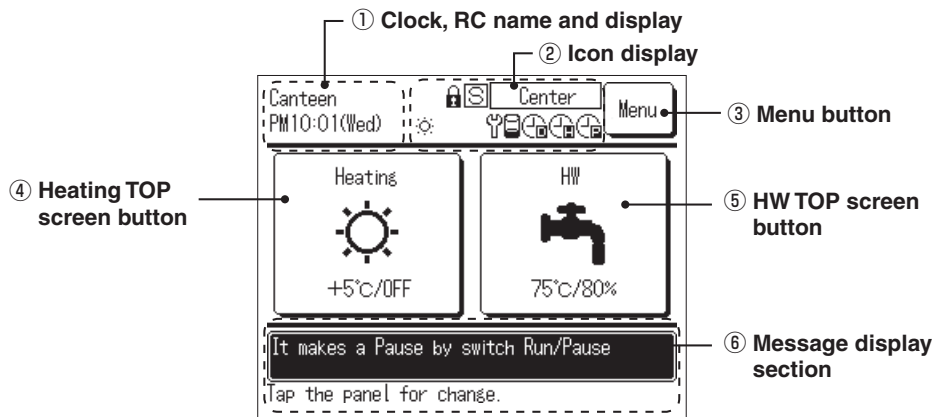 ① Clock, RC name and display
② Icon display
Canteen
S Center
Menu
③ Menu button
PM10:01(Wed)
④ Heating TOP
screen button
Heating
HW
⑤ HW TOP screen
button
+5℃/OFF
75℃/80%
It makes a Pause by switch Run/Pause
⑥ Message display
section
Tap the panel for change.